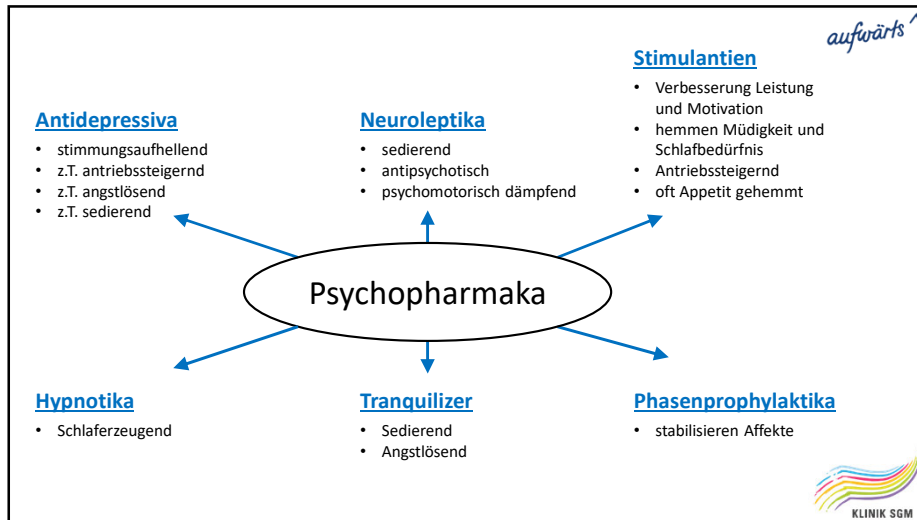 aufwärts
Stimulantien
• Verbesserung Leistung
und Motivation
• hemmen Müdigkeit und
Schlafbedürfnis
• Antriebssteigernd
• oft Appetit gehemmt
Antidepressiva
• stimmungsaufhellend
• z.T. antriebssteigernd
• z.T. angstlösend
• z.T. sedierend
Neuroleptika
• sedierend
• antipsychotisch
• psychomotorisch dämpfend
Psychopharmaka
Hypnotika
• Schlaferzeugend
Tranquilizer
• Sedierend
• Angstlösend
Phasenprophylaktika
• stabilisieren Affekte
KLINIK SGM